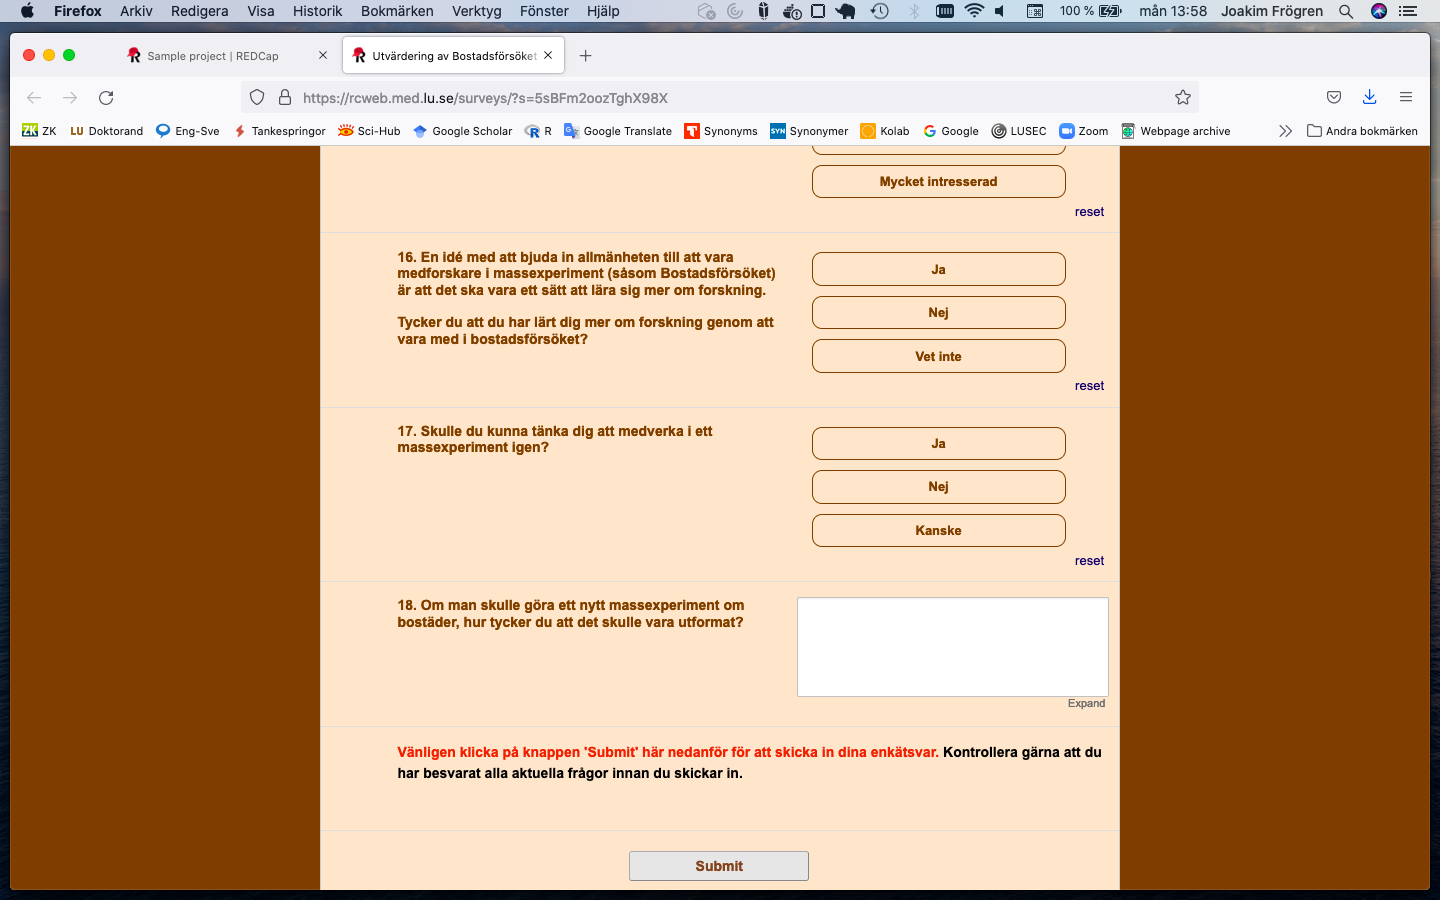 Firefox Arkiv Redigera Visa Historik Bokmärken Verktyg Fönster Hjälp 100 % mån 13:58 Joakim Frögren
Sample project | REDCap Utvärdering av Bostadsförsöket
https://rcweb.med.lu.se/surveys/?s=5sBFm2oozTghX98X
ZK ZK LU Doktorand Eng-Sve Tankespringor Sci-Hub Google Scholar R R Google Translate T Synonyms SYN Synonymer Kolab G Google LUSEC Zoom Webpage archive Andra bokmärken
Mycket intresserad
reset
16. En idé med att bjuda in allmänheten till att vara
medforskare i massexperiment (såsom Bostadsförsöket)
är att det ska vara ett sätt att lära sig mer om forskning.
Tycker du att du har lärt dig mer om forskning genom att
vara med i bostadsförsöket?
Ja
Nej
Vet inte
reset
17. Skulle du kunna tänka dig att medverka i ett
massexperiment igen?
Ja
Nej
Kanske
reset
18. Om man skulle göra ett nytt massexperiment om
bostäder, hur tycker du att det skulle vara utformat?
Expand
Vänligen klicka på knappen 'Submit' här nedanför för att skicka in dina enkätsvar. Kontrollera gärna att du
har besvarat alla aktuella frågor innan du skickar in.
Submit